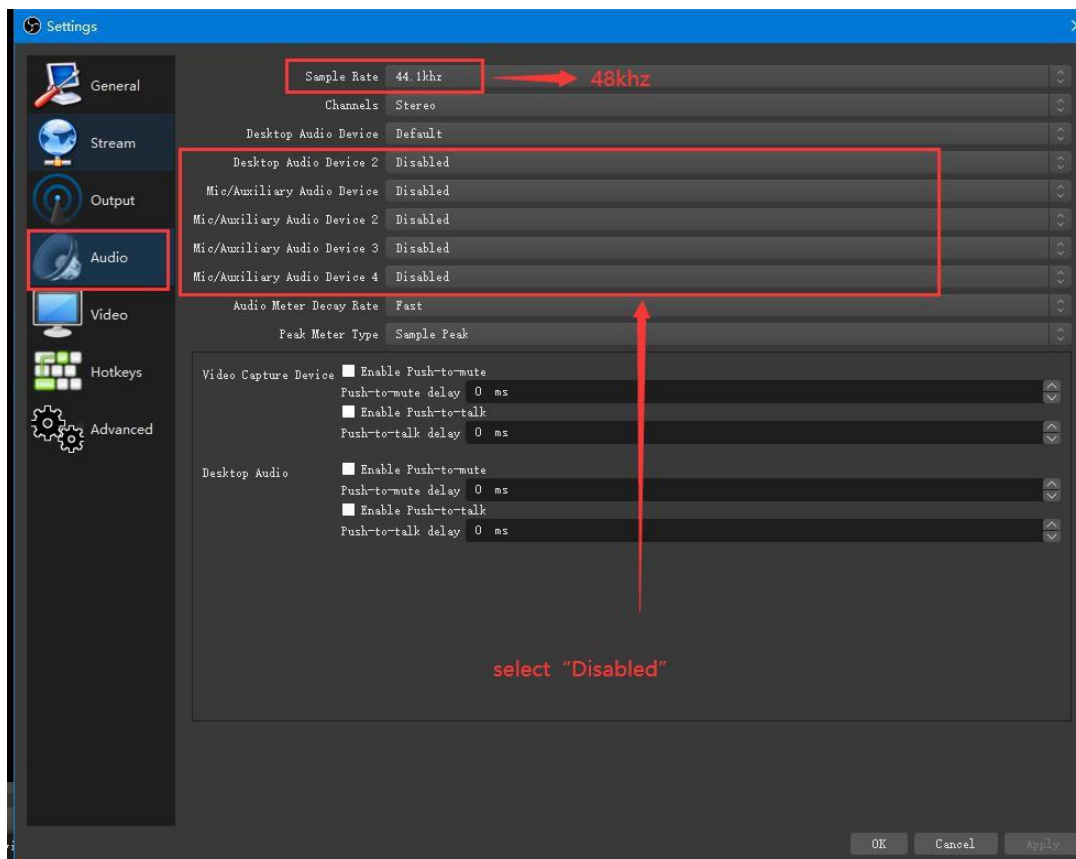 Settings
General
Stream
Output
Audio
Video
Hotkeys
Advanced
Sample Rate 44.1khz 48khz
Channels Stereo
Desktop Audio Device Default
Desktop Audio Device 2 Disabled
Mic/Auxiliary Audio Device Disabled
Mic/Auxiliary Audio Device 2 Disabled
Mic/Auxiliary Audio Device 3 Disabled
Mic/Auxiliary Audio Device 4 Disabled
Audio Meter Decay Rate Fast
Peak Meter Type Sample Peak
Video Capture Device Enable Push-to-mute
Push-to-mute delay 0 ms
Enable Push-to-talk
Push-to-talk delay 0 ms
Desktop Audio Enable Push-to-mute
Push-to-mute delay 0 ms
Enable Push-to-talk
Push-to-talk delay 0 ms
select “Disabled”
OK Cancel Apply